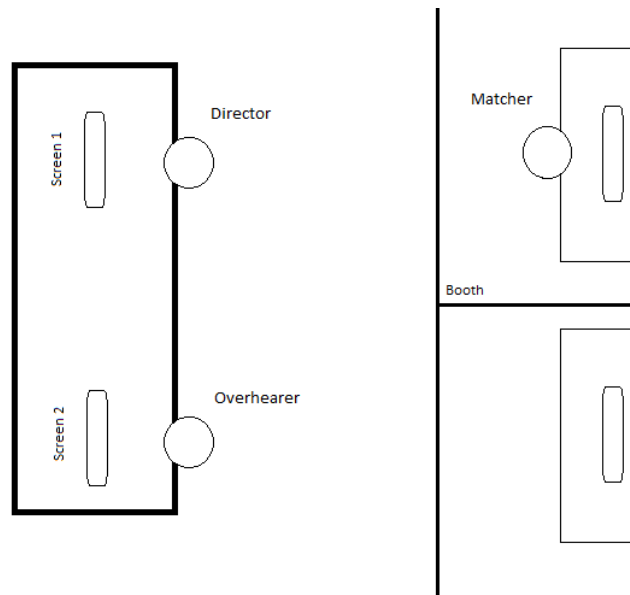 Screen 1
Director
Matcher
Booth
Screen 2
Overhearer